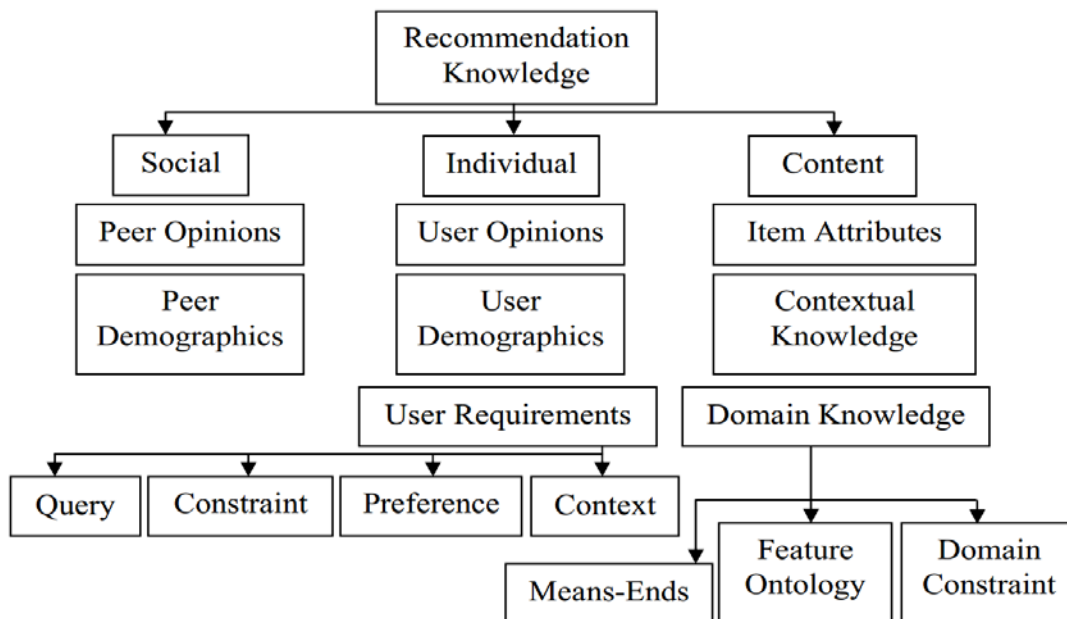 Recommendation
Knowledge
Social
Individual
Content
Peer Opinions
User Opinions
Item Attributes
Peer
Demographics
User
Demographics
Contextual
Knowledge
User Requirements
Domain Knowledge
Query
Constraint
Preference
Context
Means-Ends
Feature
Ontology
Domain
Constraint